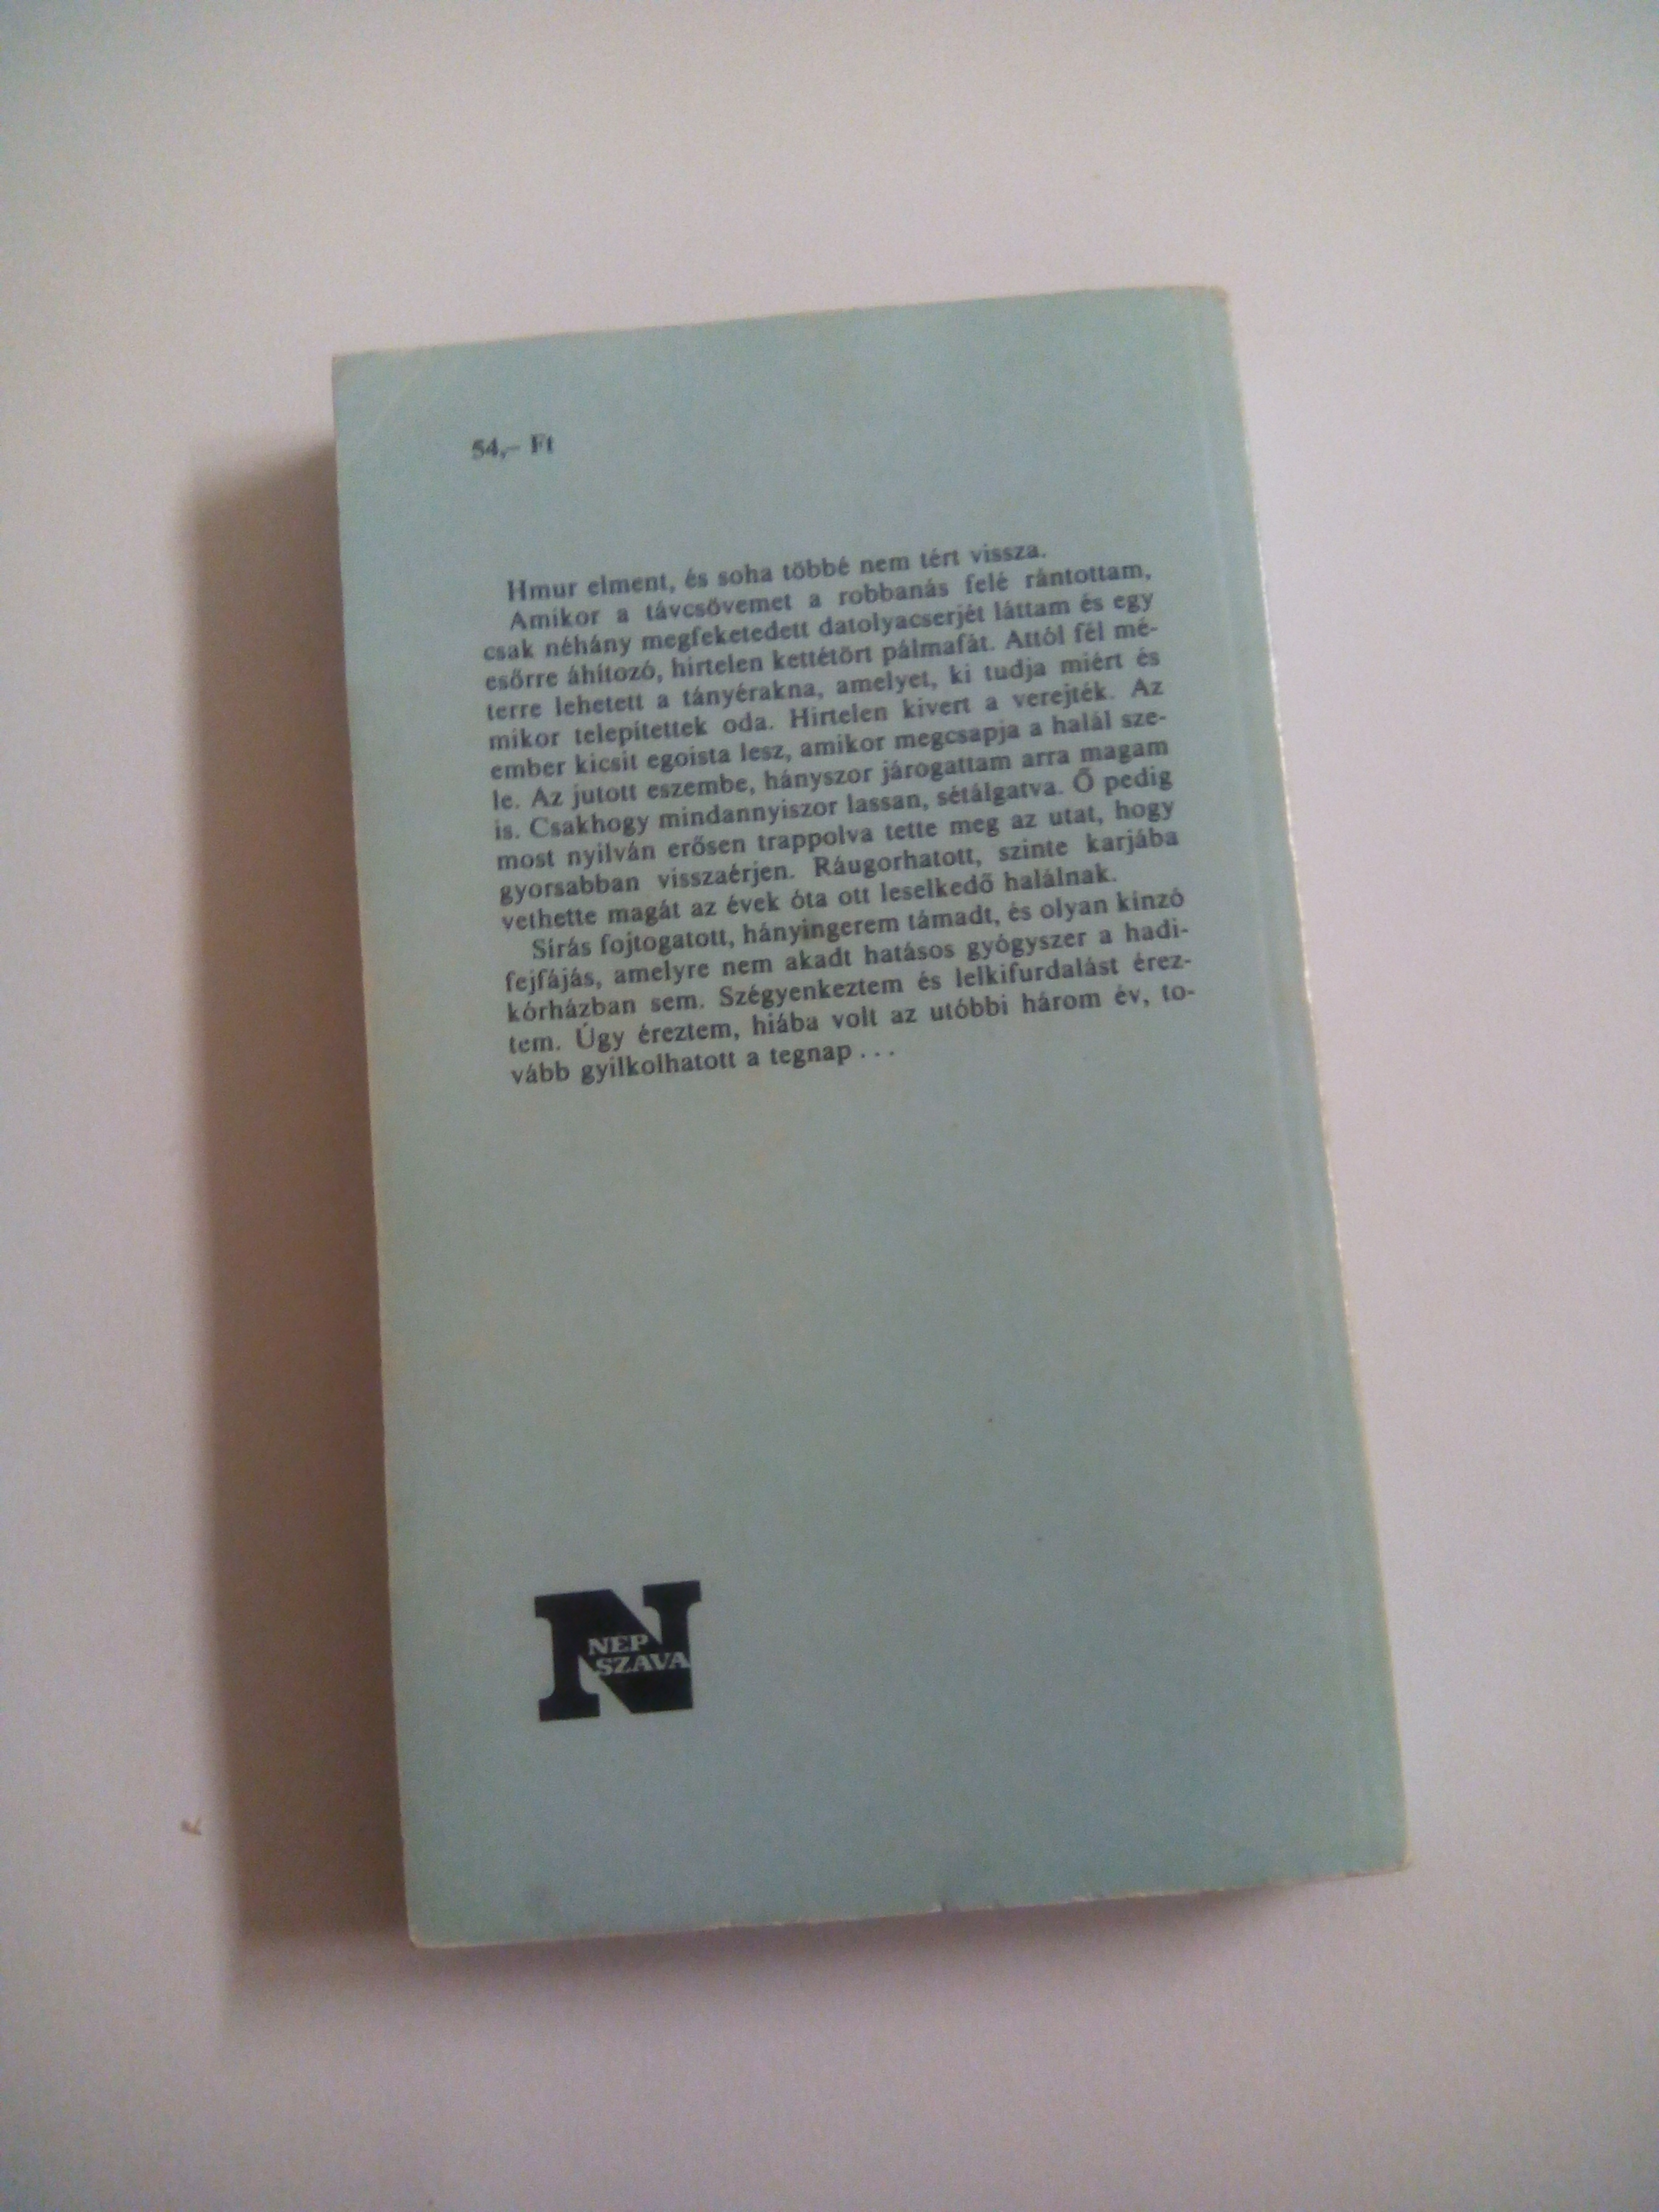 54,– Ft
Hmur elment, és soha többé nem tért vissza.
Amikor a távcsövemet a robbanás felé rántottam,
csak néhány megfeketedett datolyacserjét láttam és egy
esőrre áhítozó, hirtelen kettétört pálmafát. Attól fél mé-
terre lehetett a tányérakna, amelyet, ki tudja miért és
mikor telepítettek oda. Hirtelen kivert a verejték. Az
ember kicsit egoista lesz, amikor megcsapja a halál sze-
le. Az jutott eszembe, hányszor járogattam arra magam
is. Csakhogy mindannyiszor lassan, sétálgatva. Ő pedig
most nyilván erősen trappolva tette meg az utat, hogy
gyorsabban visszaérjen. Ráugorhatott, szinte karjába
vethette magát az évek óta ott leselkedő halálnak.
Sírás fojtogatott, hányingerem támadt, és olyan kínzó
fejfájás, amelyre nem akadt hatásos gyógyszer a hadi-
kórházban sem. Szégyenkeztem és lelkifurdalást érez-
tem. Úgy éreztem, hiába volt az utóbbi három év, to-
vább gyilkolhatott a tegnap . . .
NÉP
SZAVA